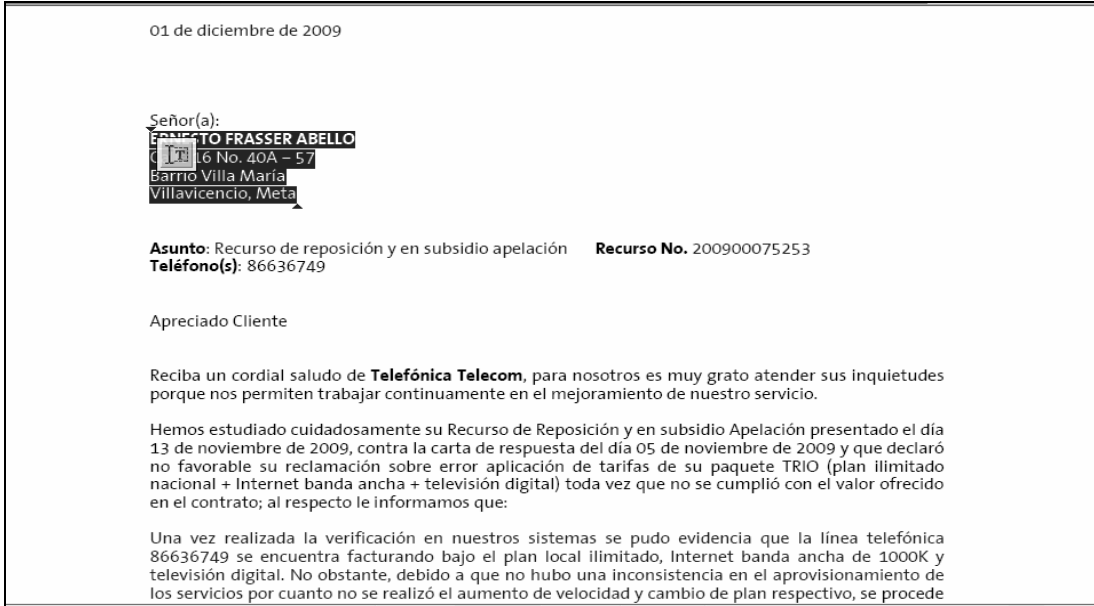 01 de diciembre de 2009
Señor(a):
ERNESTO FRASSER ABELLO
16 No. 40A – 57
Barrio Villa María
Villavicencio, Meta
Asunto: Recurso de reposición y en subsidio apelación Recurso No. 200900075253
Teléfono(s): 86636749
Apreciado Cliente
Reciba un cordial saludo de Telefónica Telecom, para nosotros es muy grato atender sus inquietudes
porque nos permiten trabajar continuamente en el mejoramiento de nuestro servicio.
Hemos estudiado cuidadosamente su Recurso de Reposición y en subsidio Apelación presentado el día
13 de noviembre de 2009, contra la carta de respuesta del día 05 de noviembre de 2009 y que declaró
no favorable su reclamación sobre error aplicación de tarifas de su paquete TRIO (plan ilimitado
nacional + Internet banda ancha + televisión digital) toda vez que no se cumplió con el valor ofrecido
en el contrato; al respecto le informamos que:
Una vez realizada la verificación en nuestros sistemas se pudo evidencia que la línea telefónica
86636749 se encuentra facturando bajo el plan local ilimitado, Internet banda ancha de 1000K y
televisión digital. No obstante, debido a que no hubo una inconsistencia en el aprovisionamiento de
los servicios por cuanto no se realizó el aumento de velocidad y cambio de plan respectivo, se procede